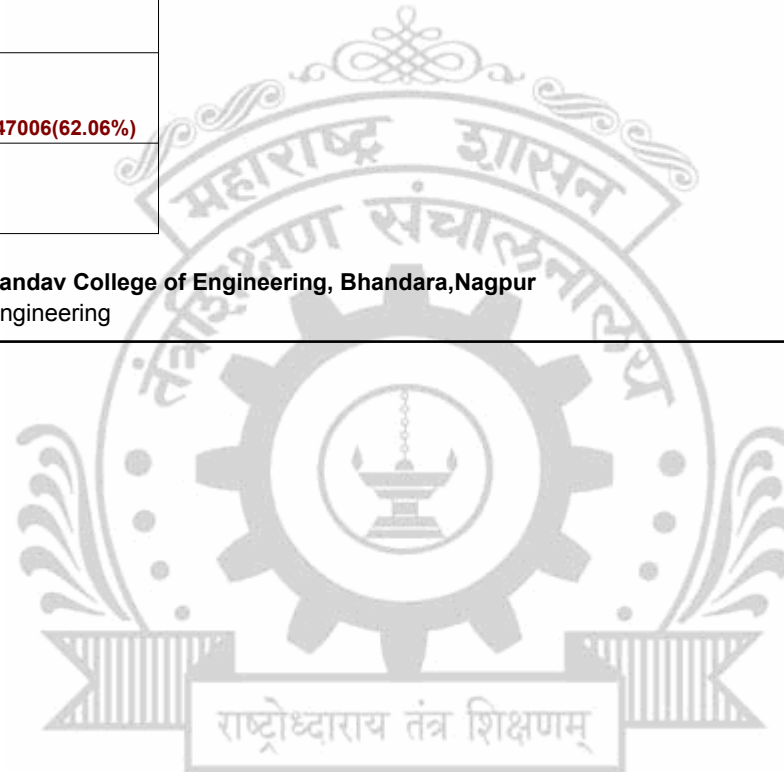 47006(62.06%)
महाराष्ट्र शासन
तंत्रशिक्षण संचालनालय
andav College of Engineering, Bhandara,Nagpur
ngineering
राष्ट्रोध्दाराय तंत्र शिक्षणम्